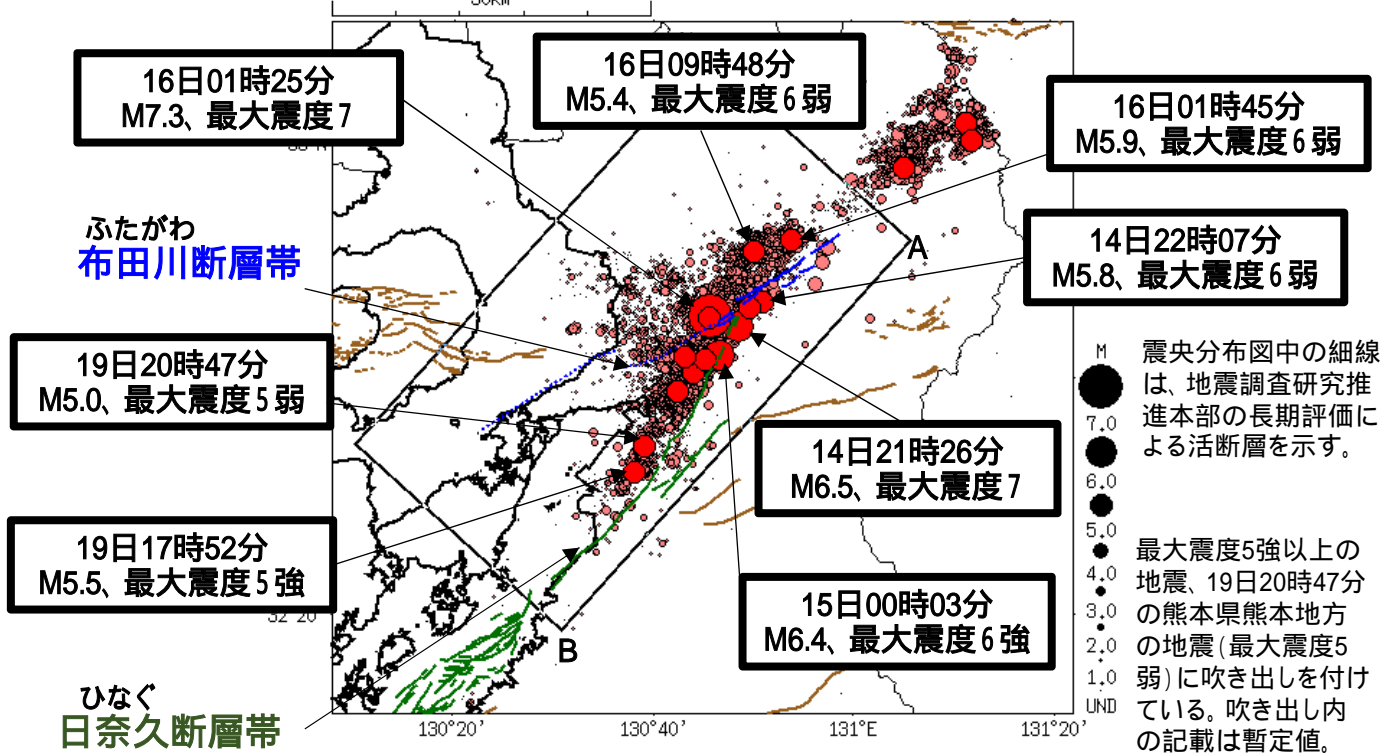 16日01時25分
M7.3、最大震度7
16日09時48分
M5.4、最大震度6弱
16日01時45分
M5.9、最大震度6弱
ふたがわ
布田川断層帯
14日22時07分
M5.8、最大震度6弱
A
19日20時47分
M5.0、最大震度5弱
14日21時26分
M6.5、最大震度7
19日17時52分
M5.5、最大震度5強
15日00時03分
M6.4、最大震度6強
B
32°20'
ひなぐ
日奈久断層帯
130°20'
130°40'
131°E
131°20'
M
7.0
6.0
5.0
4.0
3.0
2.0
1.0
UND
震央分布図中の細線
は、地震調査研究推
進本部の長期評価に
よる活断層を示す。
最大震度5強以上の
地震、19日20時47分
の熊本県熊本地方
の地震(最大震度5
弱)に吹き出しを付け
ている。吹き出し内
の記載は暫定値。